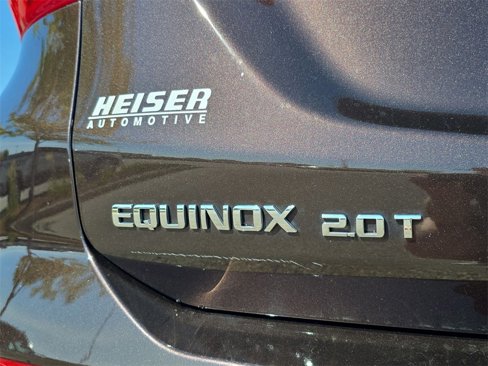 HEISER
AUTOMOTIVE
EQUINOX 2.0T